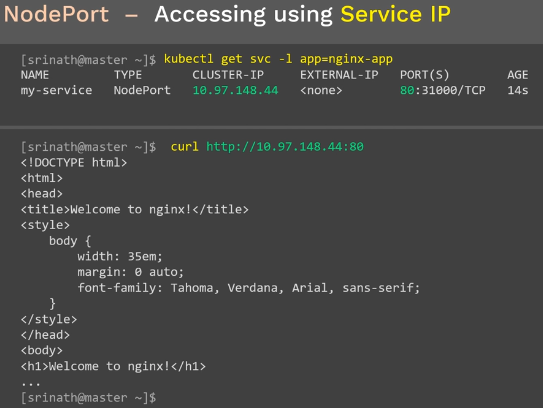 NodePort – Accessing using Service IP
[srinath@master ~]$ kubectl get svc -l app=nginx-app
NAME TYPE CLUSTER-IP EXTERNAL-IP PORT(S) AGE
my-service NodePort 10.97.148.44 <none> 80:31000/TCP 14s
[srinath@master ~]$ curl http://10.97.148.44:80
<!DOCTYPE html>
<html>
<head>
<title>Welcome to nginx!</title>
<style>
body {
width: 35em;
margin: 0 auto;
font-family: Tahoma, Verdana, Arial, sans-serif;
}
</style>
</head>
<body>
<h1>Welcome to nginx!</h1>
...
[srinath@master ~]$